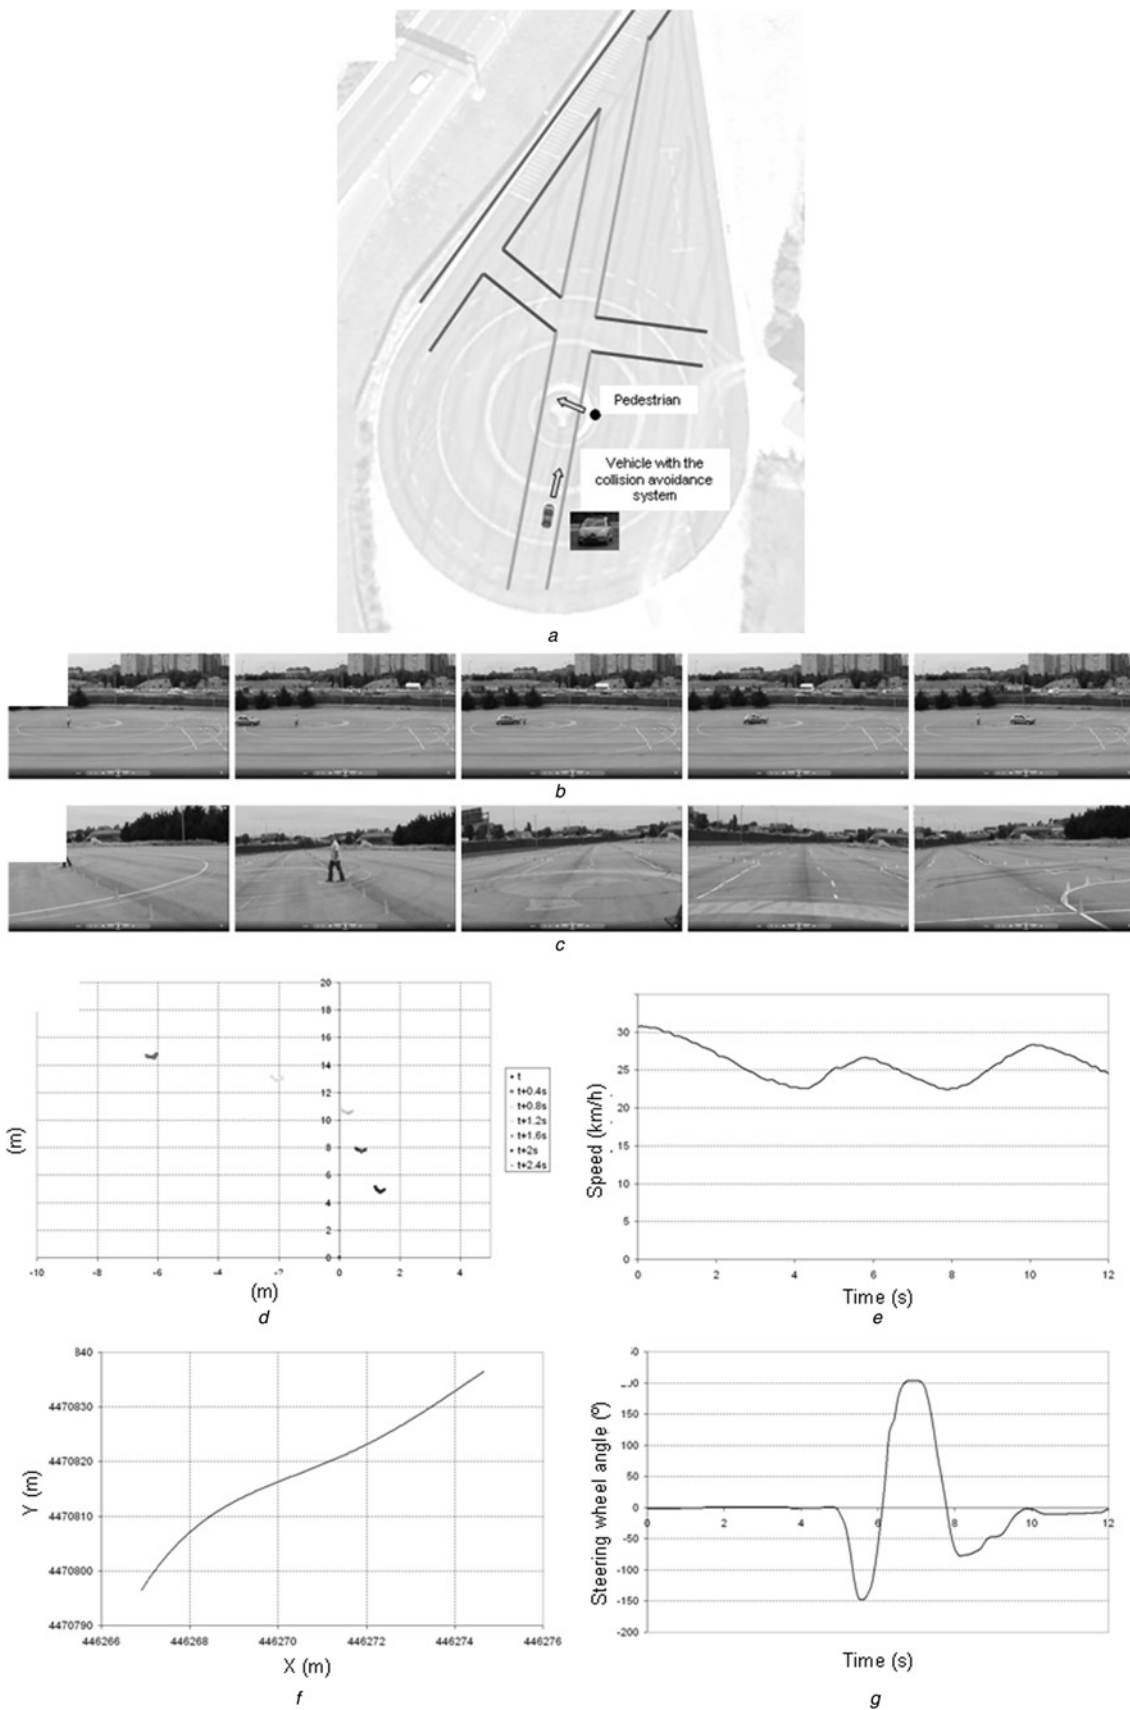 Pedestrian
Vehicle with the
collision avoidance
system
a
b
c
20
18
16
14
12
10
8
6
4
2
0
(m)
-10 -8 -6 -4 0 2 4
(m)
t
t+0.4s
t+0.8s
t+1.2s
t+1.6s
t+2s
t+2.4s
d
30
25
20
15
10
5
0
Speed (km/h)
0 2 4 6 8 10 12
Time (s)
e
840
4470830
4470820
4470810
4470800
4470790
Y (m)
446266 446268 446270 446272 446274 446276
X (m)
f
150
100
50
0
-50
-100
-150
-200
Steering wheel angle (º)
0 2 4 6 8 10 12
Time (s)
g